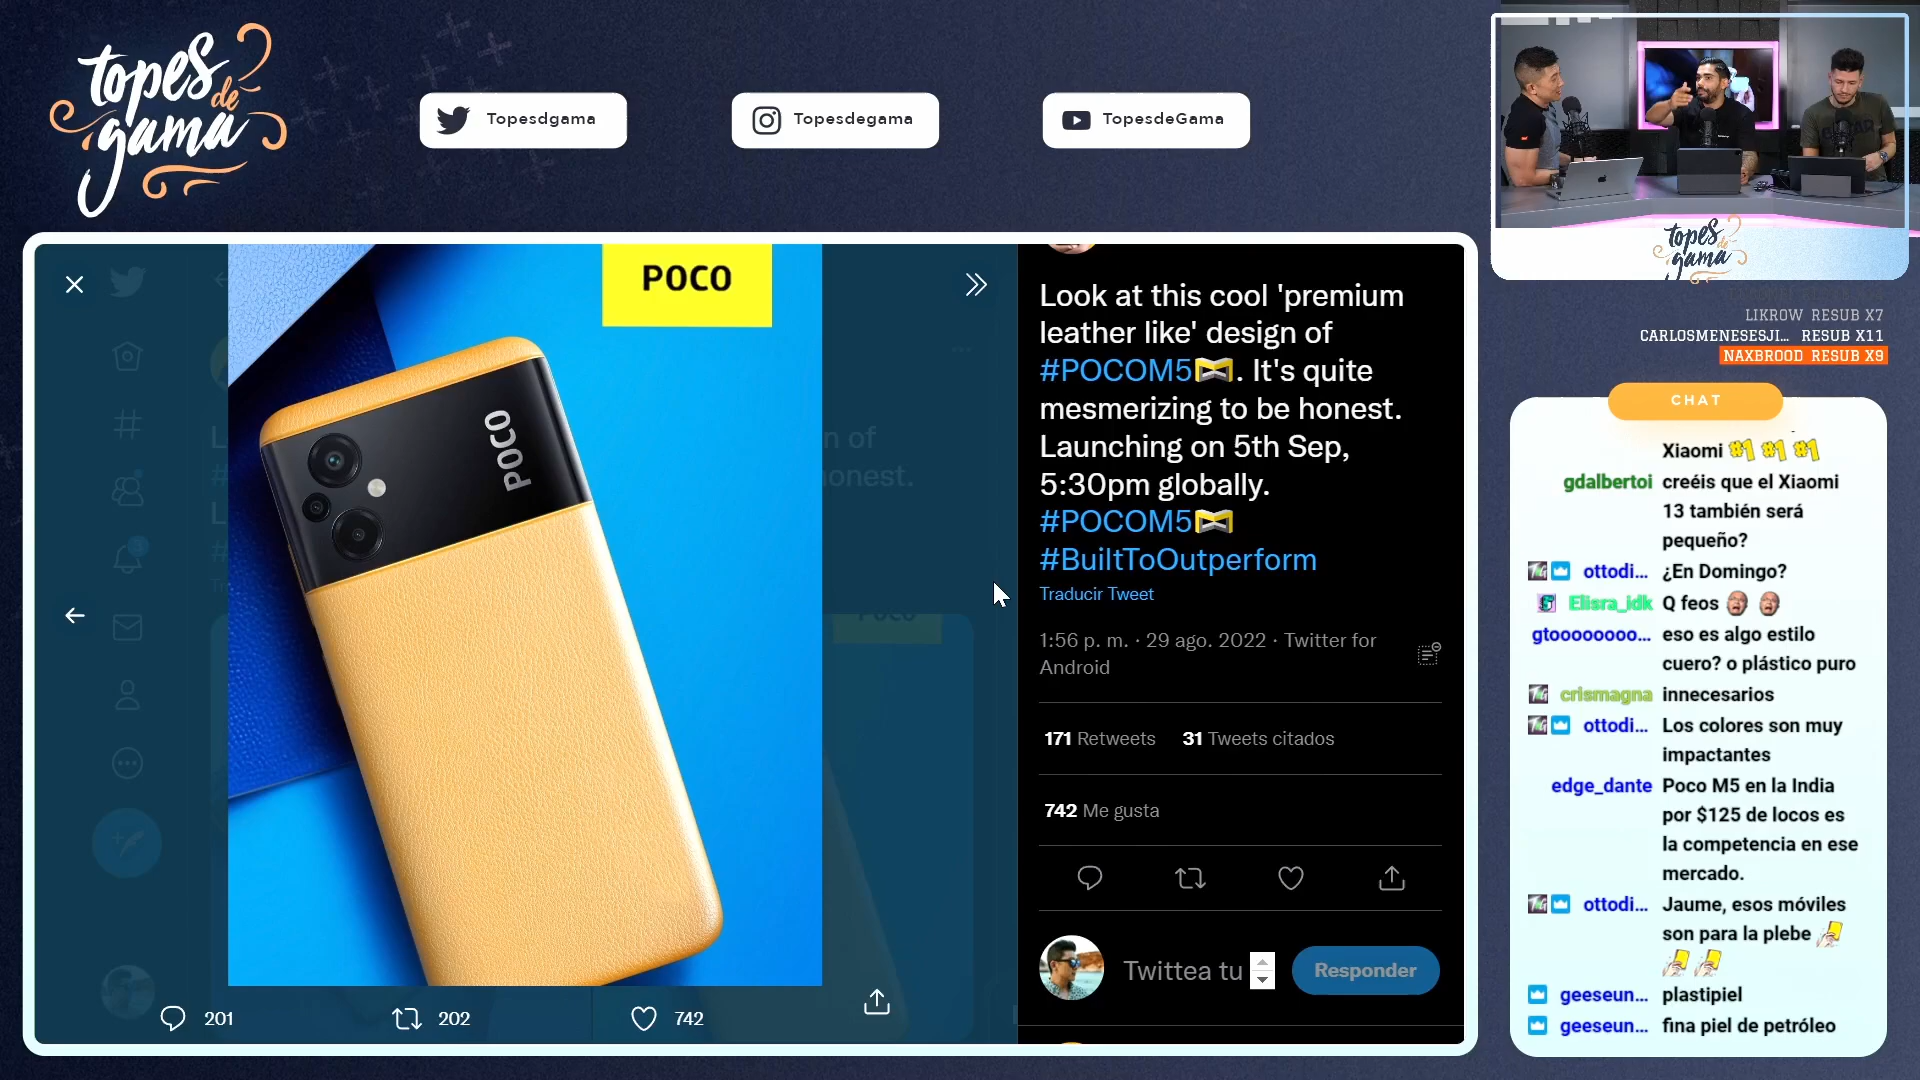 topes
de
gama
Topesdgama
Topesdegama
TopesdeGama
topes
de
gama
LIKROW RESUB X7
CARLOSMENESESJI... RESUB X11
NAXBROOD RESUB X9
POCO
POCO
Look at this cool 'premium
leather like' design of
#POCOM5. It's quite
mesmerizing to be honest.
Launching on 5th Sep,
5:30pm globally.
#POCOM5
#BuiltToOutperform
Traducir Tweet
1:56 p. m. · 29 ago. 2022 · Twitter for
Android
171 Retweets 31 Tweets citados
742 Me gusta
Twittea tu
Responder
201
202
742
CHAT
Xiaomi #1 #1 #1
gdalbertoi creéis que el Xiaomi
13 también será
pequeño?
ottodi... ¿En Domingo?
Elisra_idk Q feos
gtoooooooo... eso es algo estilo
cuero? o plástico puro
crismagna innecesarios
ottodi... Los colores son muy
impactantes
edge_dante Poco M5 en la India
por $125 de locos es
la competencia en ese
mercado.
ottodi... Jaume, esos móviles
son para la plebe
geeseun... plastipiel
geeseun... fina piel de petróleo